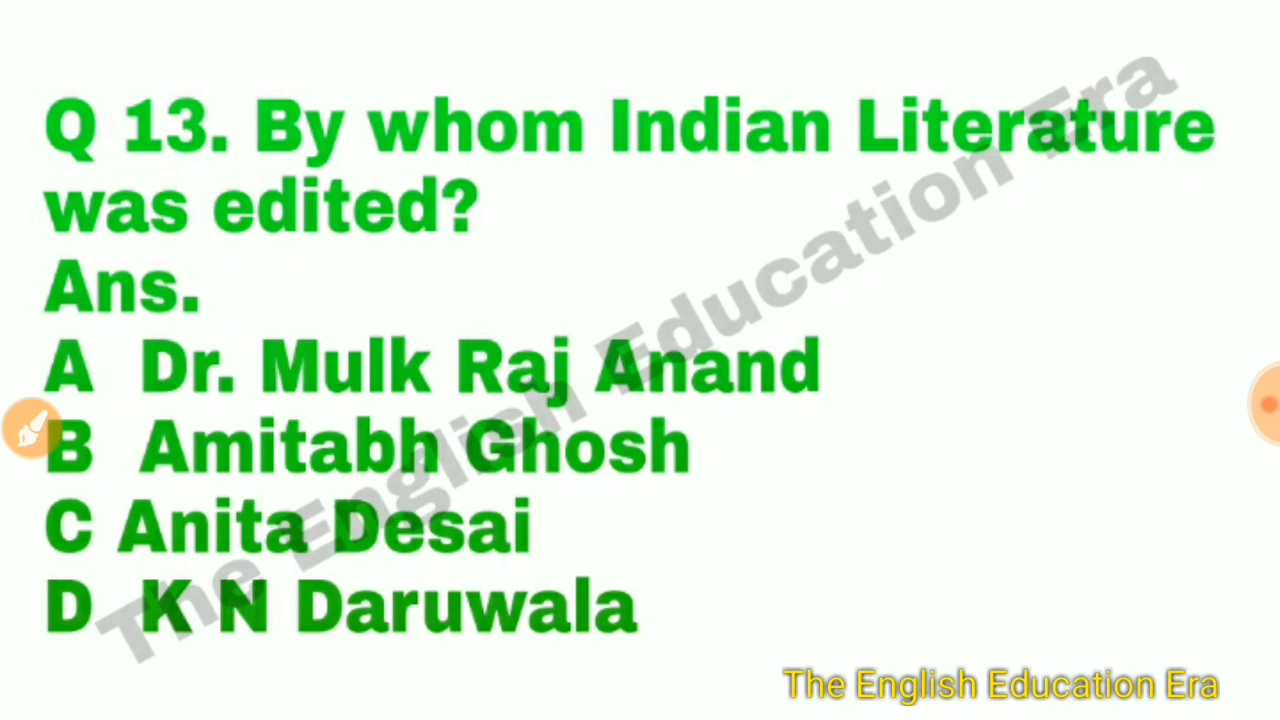 Q 13. By whom Indian Literature
was edited?
Ans.
A Dr. Mulk Raj Anand
B Amitabh Ghosh
C Anita Desai
D K N Daruwala
The English Education Era
The English Education Era